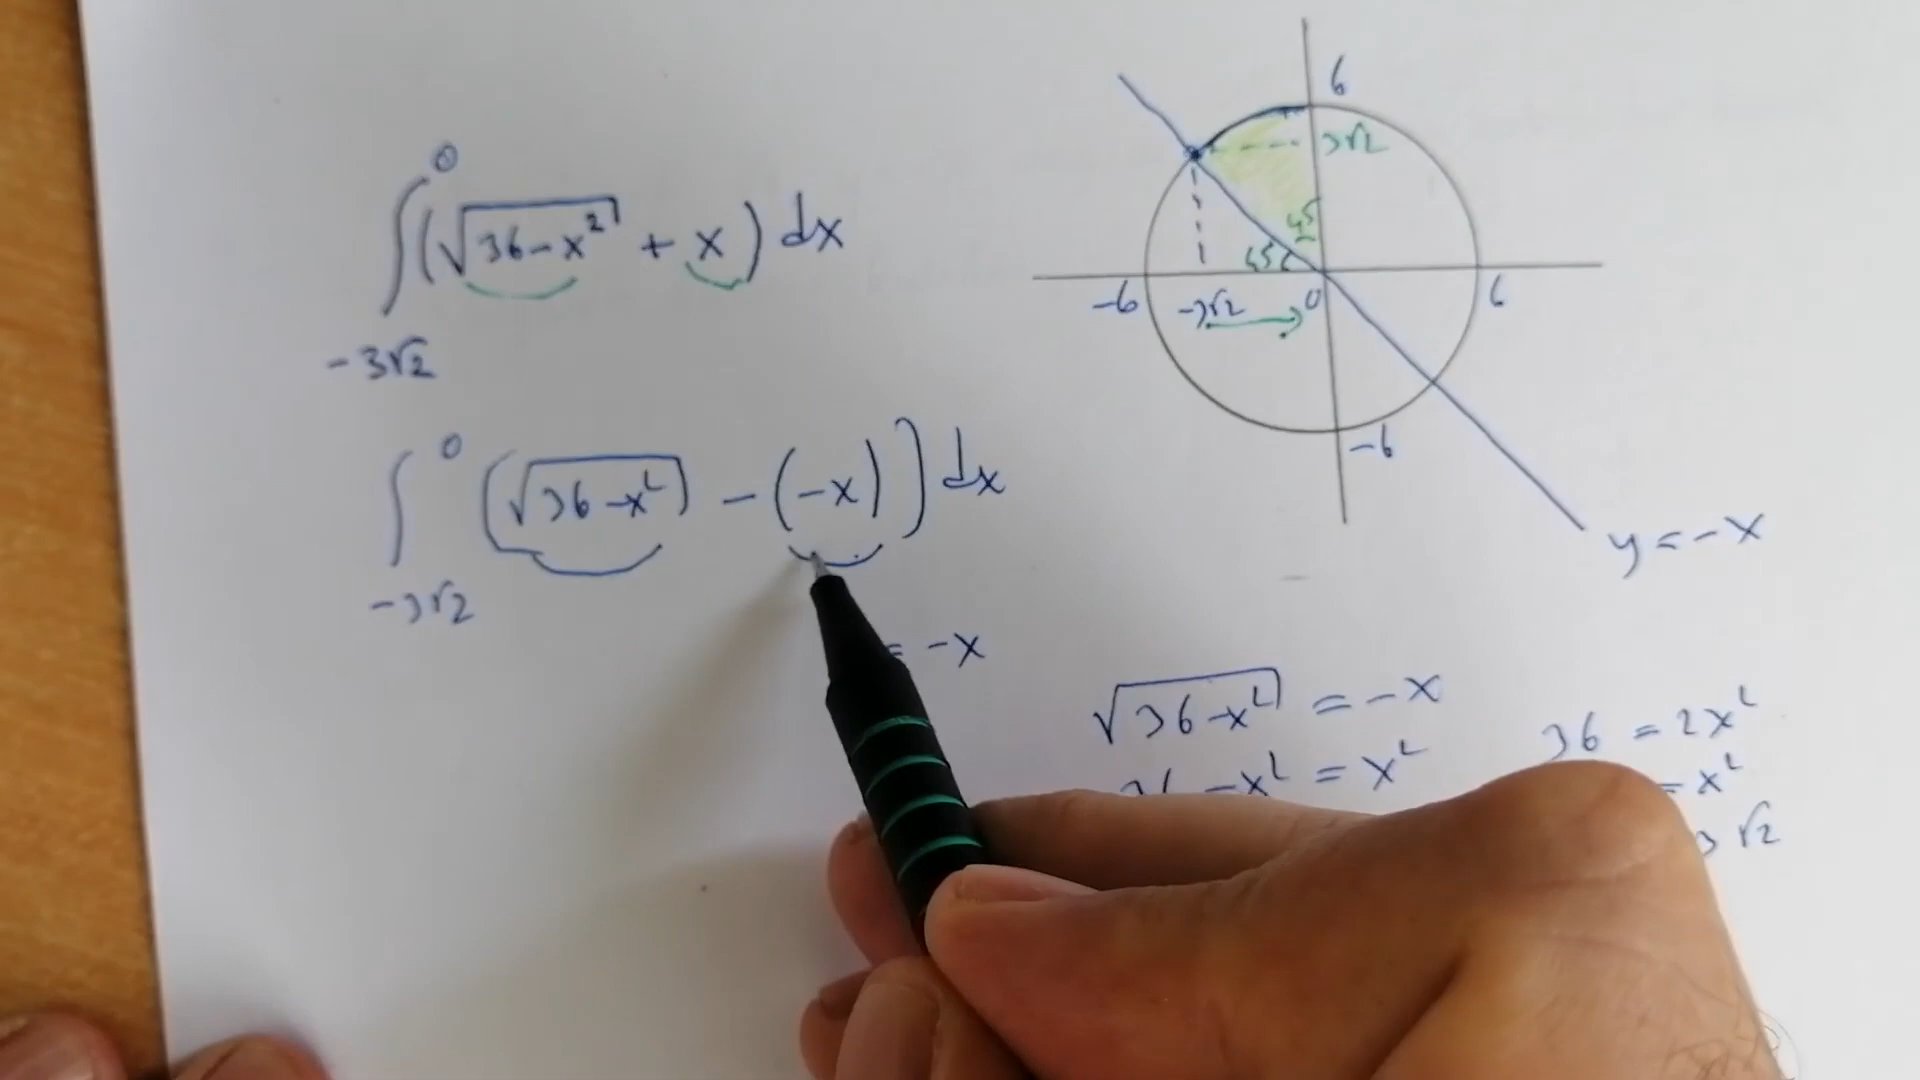 ∫_{-3√2}^{0} (√(36-x²) + x) dx
∫_{-3√2}^{0} (√(36-x²) - (-x)] dx
= -x
6
3√2
45
45
-6
-3√2
0
6
-6
y = -x
√(36-x²) = -x
-x² = x²
36 = 2x²
= x²
3√2